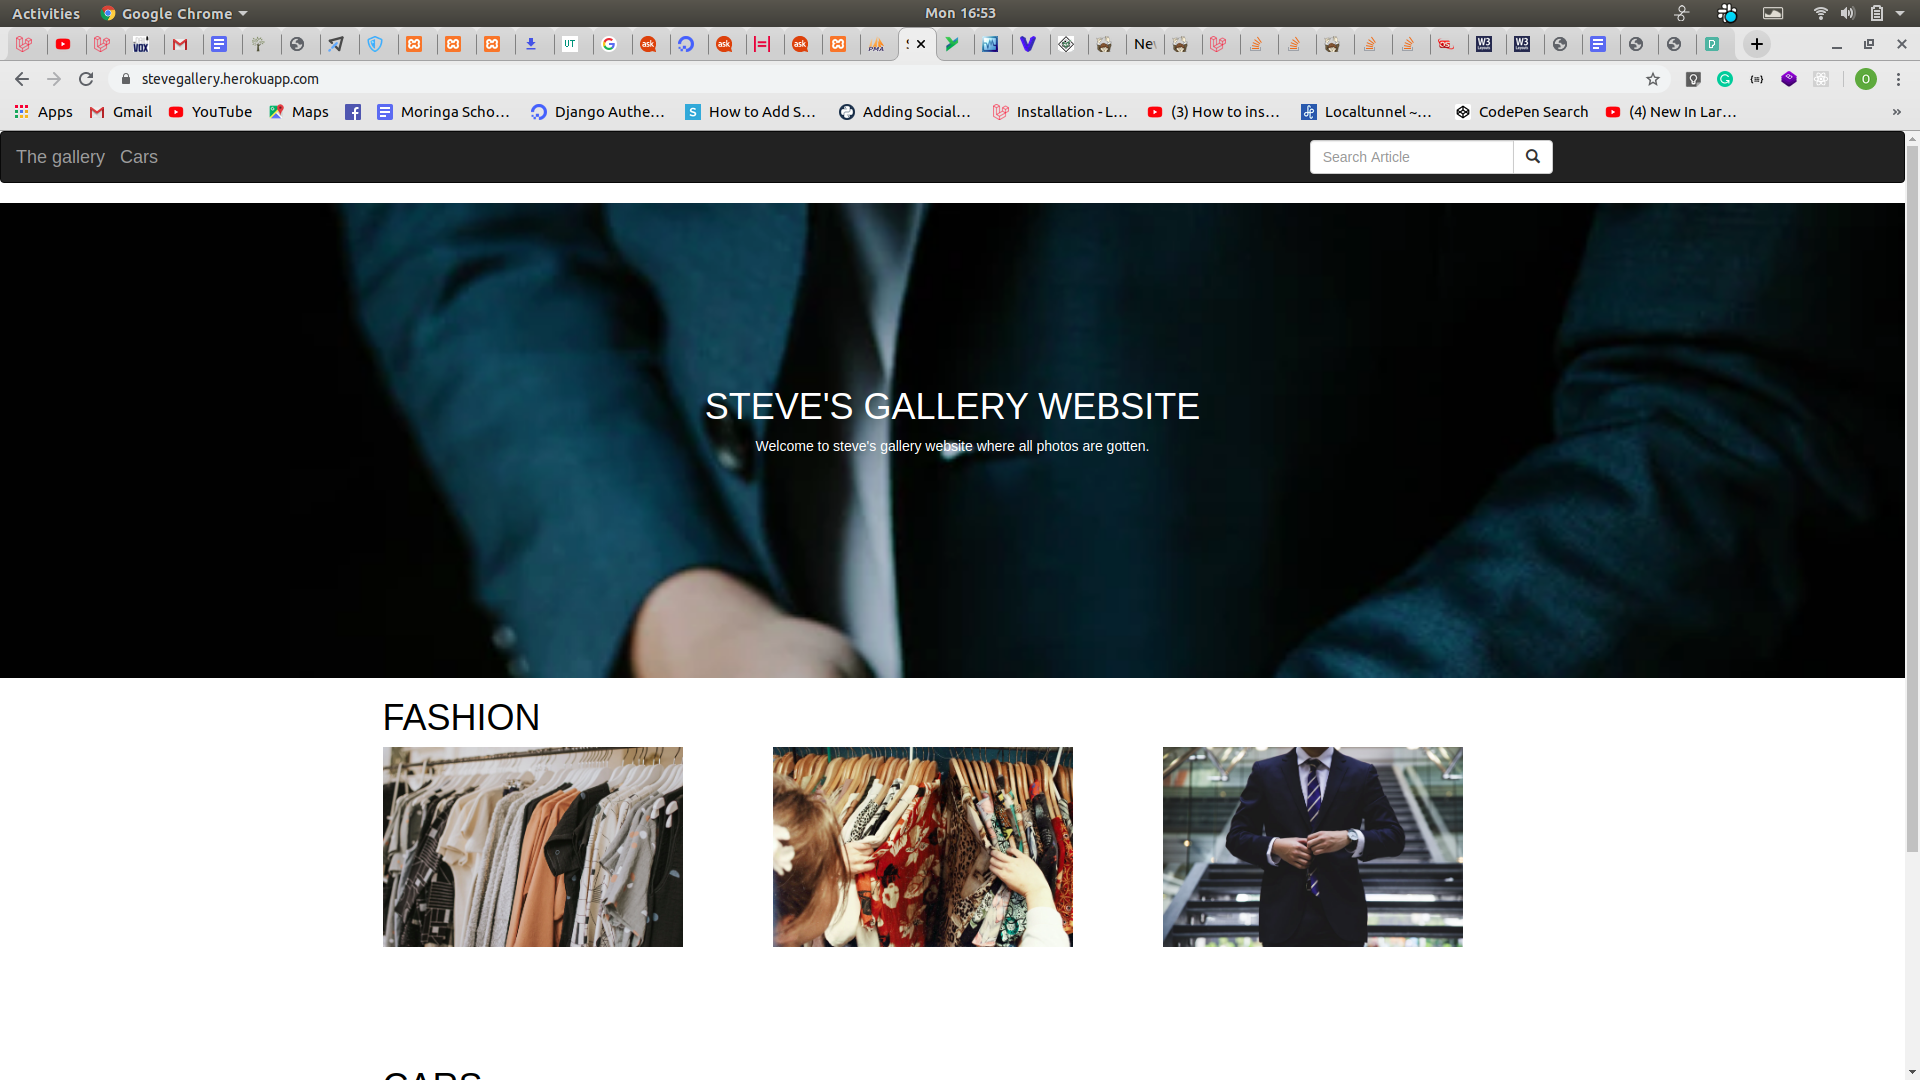 Activities Google Chrome Mon 16:53
Ne
stevegallery.herokuapp.com O
Apps Gmail YouTube Maps Moringa Scho... Django Authe... How to Add S... Adding Social... Installation - L... (3) How to ins... Localtunnel ~... CodePen Search (4) New In Lar... »
The gallery Cars Search Article
STEVE'S GALLERY WEBSITE
Welcome to steve's gallery website where all photos are gotten.
FASHION
CARS